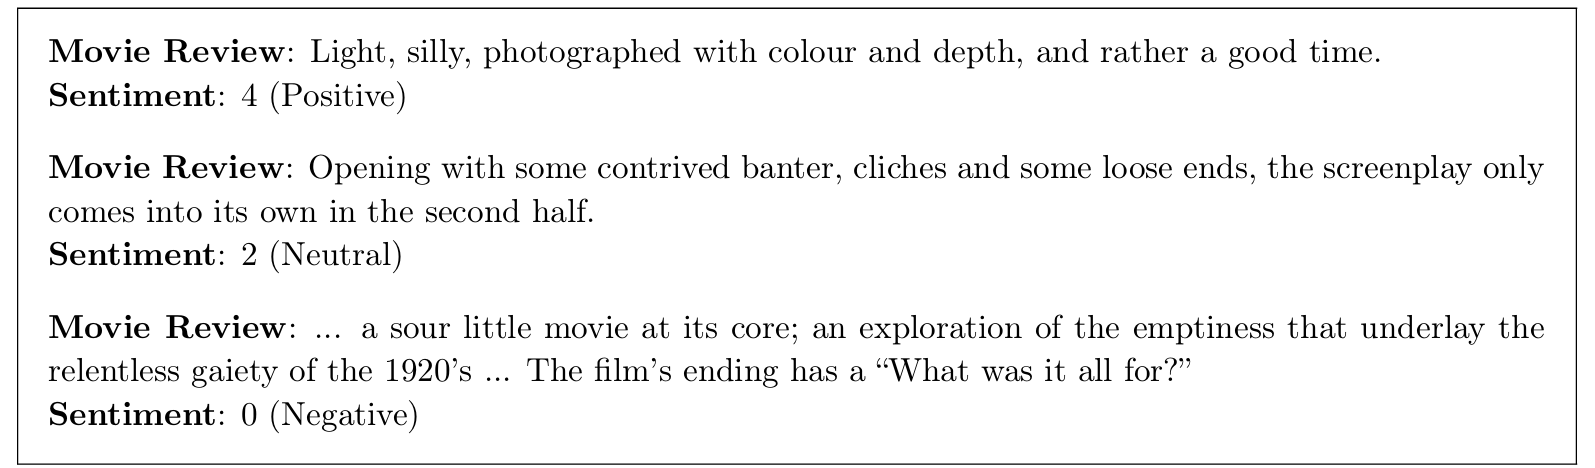 Movie Review: Light, silly, photographed with colour and depth, and rather a good time.
Sentiment: 4 (Positive)
Movie Review: Opening with some contrived banter, cliches and some loose ends, the screenplay only
comes into its own in the second half.
Sentiment: 2 (Neutral)
Movie Review: ... a sour little movie at its core; an exploration of the emptiness that underlay the
relentless gaiety of the 1920's ... The film's ending has a “What was it all for?”
Sentiment: 0 (Negative)